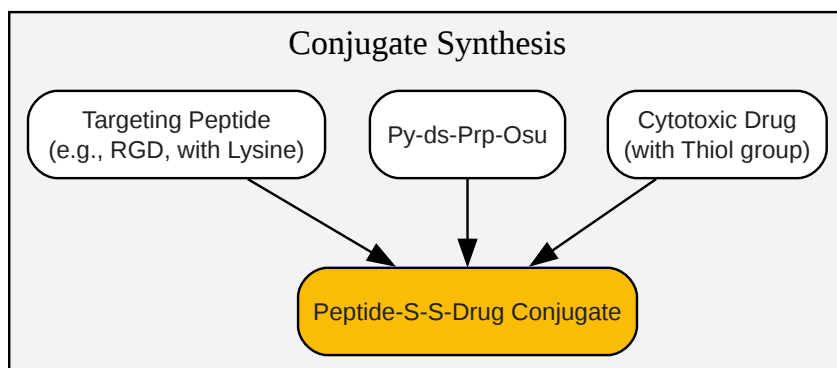 Conjugate Synthesis
Targeting Peptide
(e.g., RGD, with Lysine)
Py-ds-Prp-Osu
Cytotoxic Drug
(with Thiol group)
Peptide-S-S-Drug Conjugate